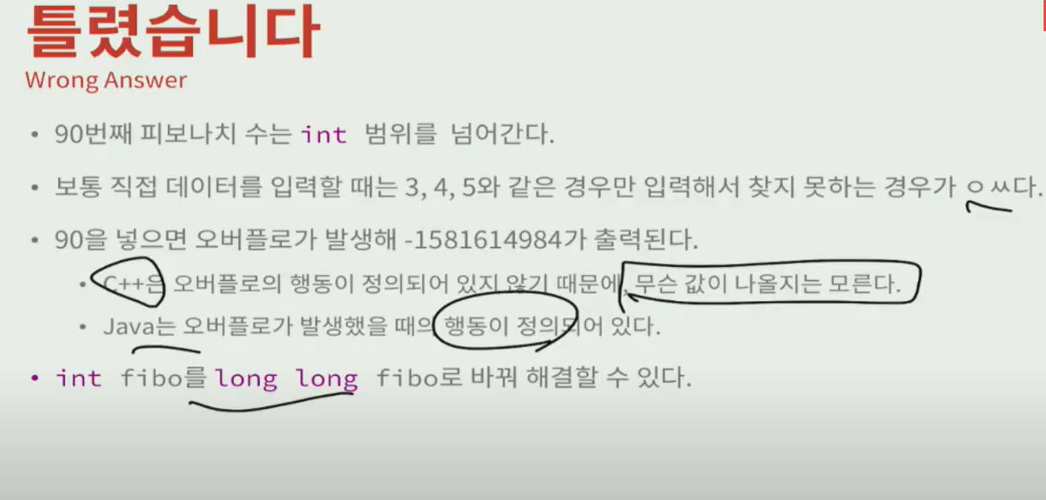 틀렸습니다
Wrong Answer
• 90번째 피보나치 수는 int 범위를 넘어간다.
• 보통 직접 데이터를 입력할 때는 3, 4, 5와 같은 경우만 입력해서 찾지 못하는 경우가 ㅇㅆ다.
• 90을 넣으면 오버플로가 발생해 -1581614984가 출력된다.
• C++은 오버플로의 행동이 정의되어 있지 않기 때문에, 무슨 값이 나올지는 모른다.
• Java는 오버플로가 발생했을 때의 행동이 정의되어 있다.
• int fibo를 long long fibo로 바꿔 해결할 수 있다.